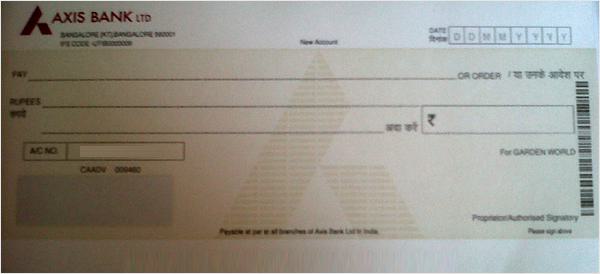 AXIS BANK LTD
BANGALORE [KT], BANGALORE 560001
IFS CODE -UTIB0000009
New Account
DATE
दिनांक
D D M M Y Y Y Y
PAY
OR ORDER / या उनके आदेश पर
RUPEES
रुपये
अदा करें
₹
A/C NO.
For GARDEN WORLD
CAADV 009460
Proprietor/Authorised Signatory
Payable at par at all branches of Axis Bank Ltd in India.
Please sign above